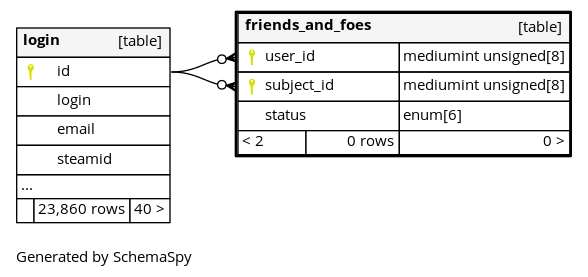 login [table]
id
login
email
steamid
...
23,860 rows 40 >
friends_and_foes [table]
user_id mediumint unsigned[8]
subject_id mediumint unsigned[8]
status enum[6]
< 2 0 rows 0 >
Generated by SchemaSpy